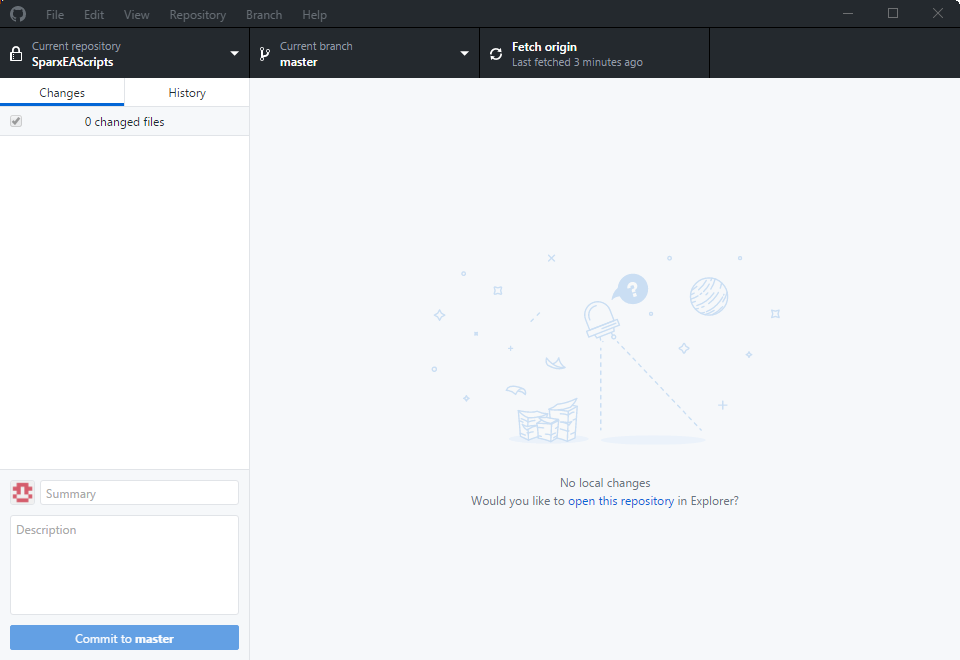 File Edit View Repository Branch Help
Current repository
SparxEAScripts
Current branch
master
Fetch origin
Last fetched 3 minutes ago
Changes
History
0 changed files
?
No local changes
Would you like to open this repository in Explorer?
Summary
Description
Commit to master